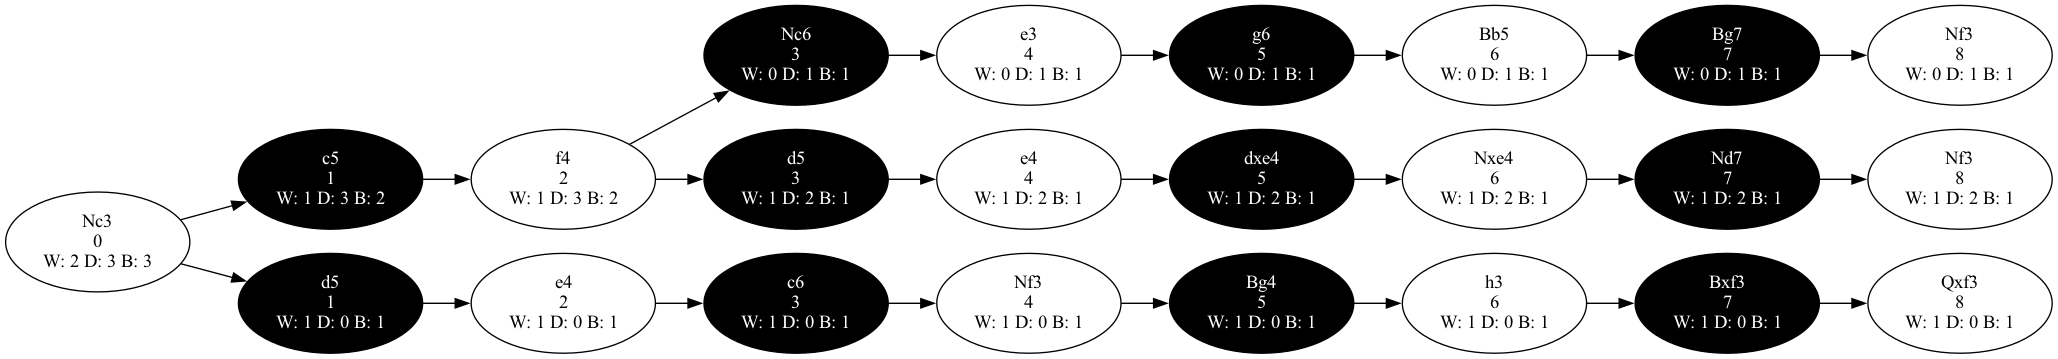 Nc6
3
W: 0 D: 1 B: 1
e3
4
W: 0 D: 1 B: 1
g6
5
W: 0 D: 1 B: 1
Bb5
6
W: 0 D: 1 B: 1
Bg7
7
W: 0 D: 1 B: 1
Nf3
8
W: 0 D: 1 B: 1
c5
1
W: 1 D: 3 B: 2
f4
2
W: 1 D: 3 B: 2
d5
3
W: 1 D: 2 B: 1
e4
4
W: 1 D: 2 B: 1
dxe4
5
W: 1 D: 2 B: 1
Nxe4
6
W: 1 D: 2 B: 1
Nd7
7
W: 1 D: 2 B: 1
Nf3
8
W: 1 D: 2 B: 1
Nc3
0
W: 2 D: 3 B: 3
d5
1
W: 1 D: 0 B: 1
e4
2
W: 1 D: 0 B: 1
c6
3
W: 1 D: 0 B: 1
Nf3
4
W: 1 D: 0 B: 1
Bg4
5
W: 1 D: 0 B: 1
h3
6
W: 1 D: 0 B: 1
Bxf3
7
W: 1 D: 0 B: 1
Qxf3
8
W: 1 D: 0 B: 1